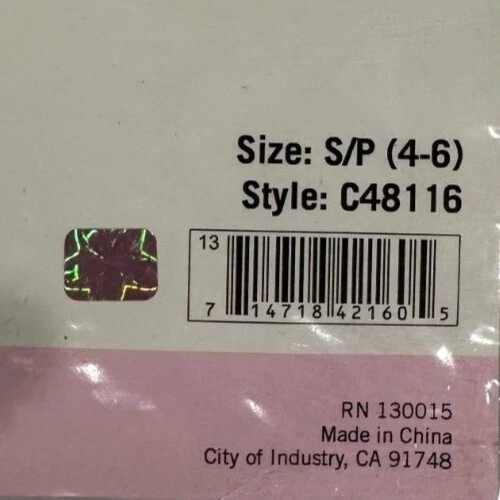 Size: S/P (4-6)
Style: C48116
13
7 14718 42160 5
RN 130015
Made in China
City of Industry, CA 91748